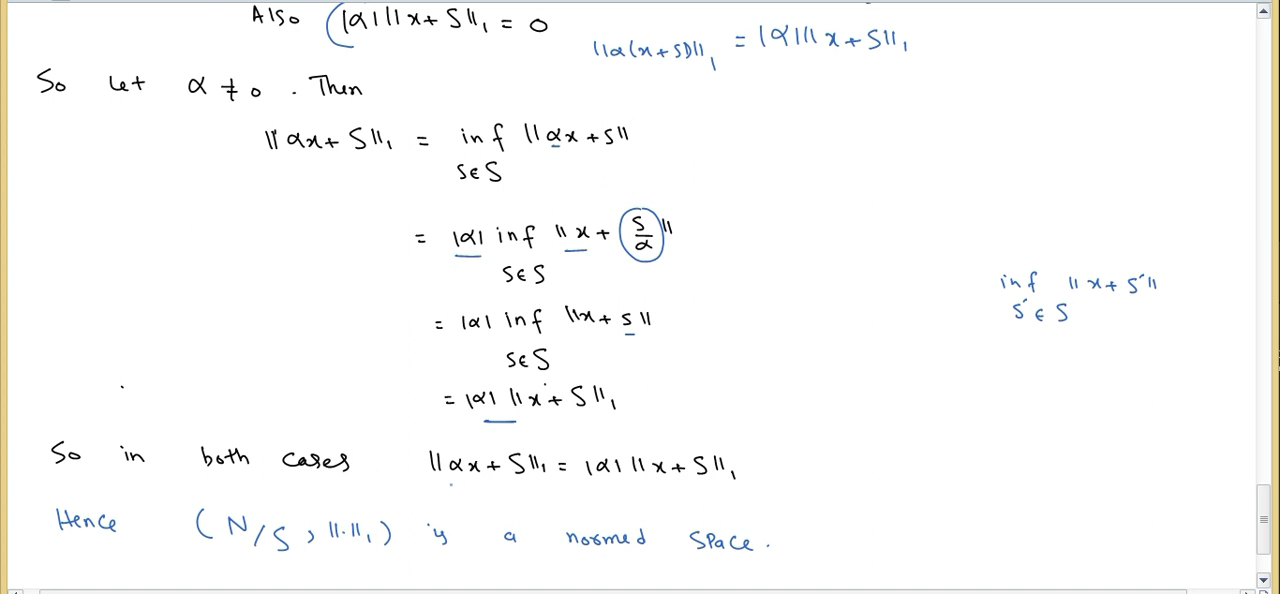 Also (|α| ||x + S||₁ = 0
||α(x + S)||₁ = |α| ||x + S||₁
So Let α ≠ 0 . Then
|| αx + S ||₁ = inf ||αx + s||
s∈S
= |α| inf ||x + s/α||
s∈S
inf ||x + s'||
s' ∈ S
= |α| inf ||x + s||
s∈S
= |α| ||x + S||₁
So in both cases ||αx + S||₁ = |α| ||x + S||₁
Hence (N/S, ||.||₁) is a normed space.